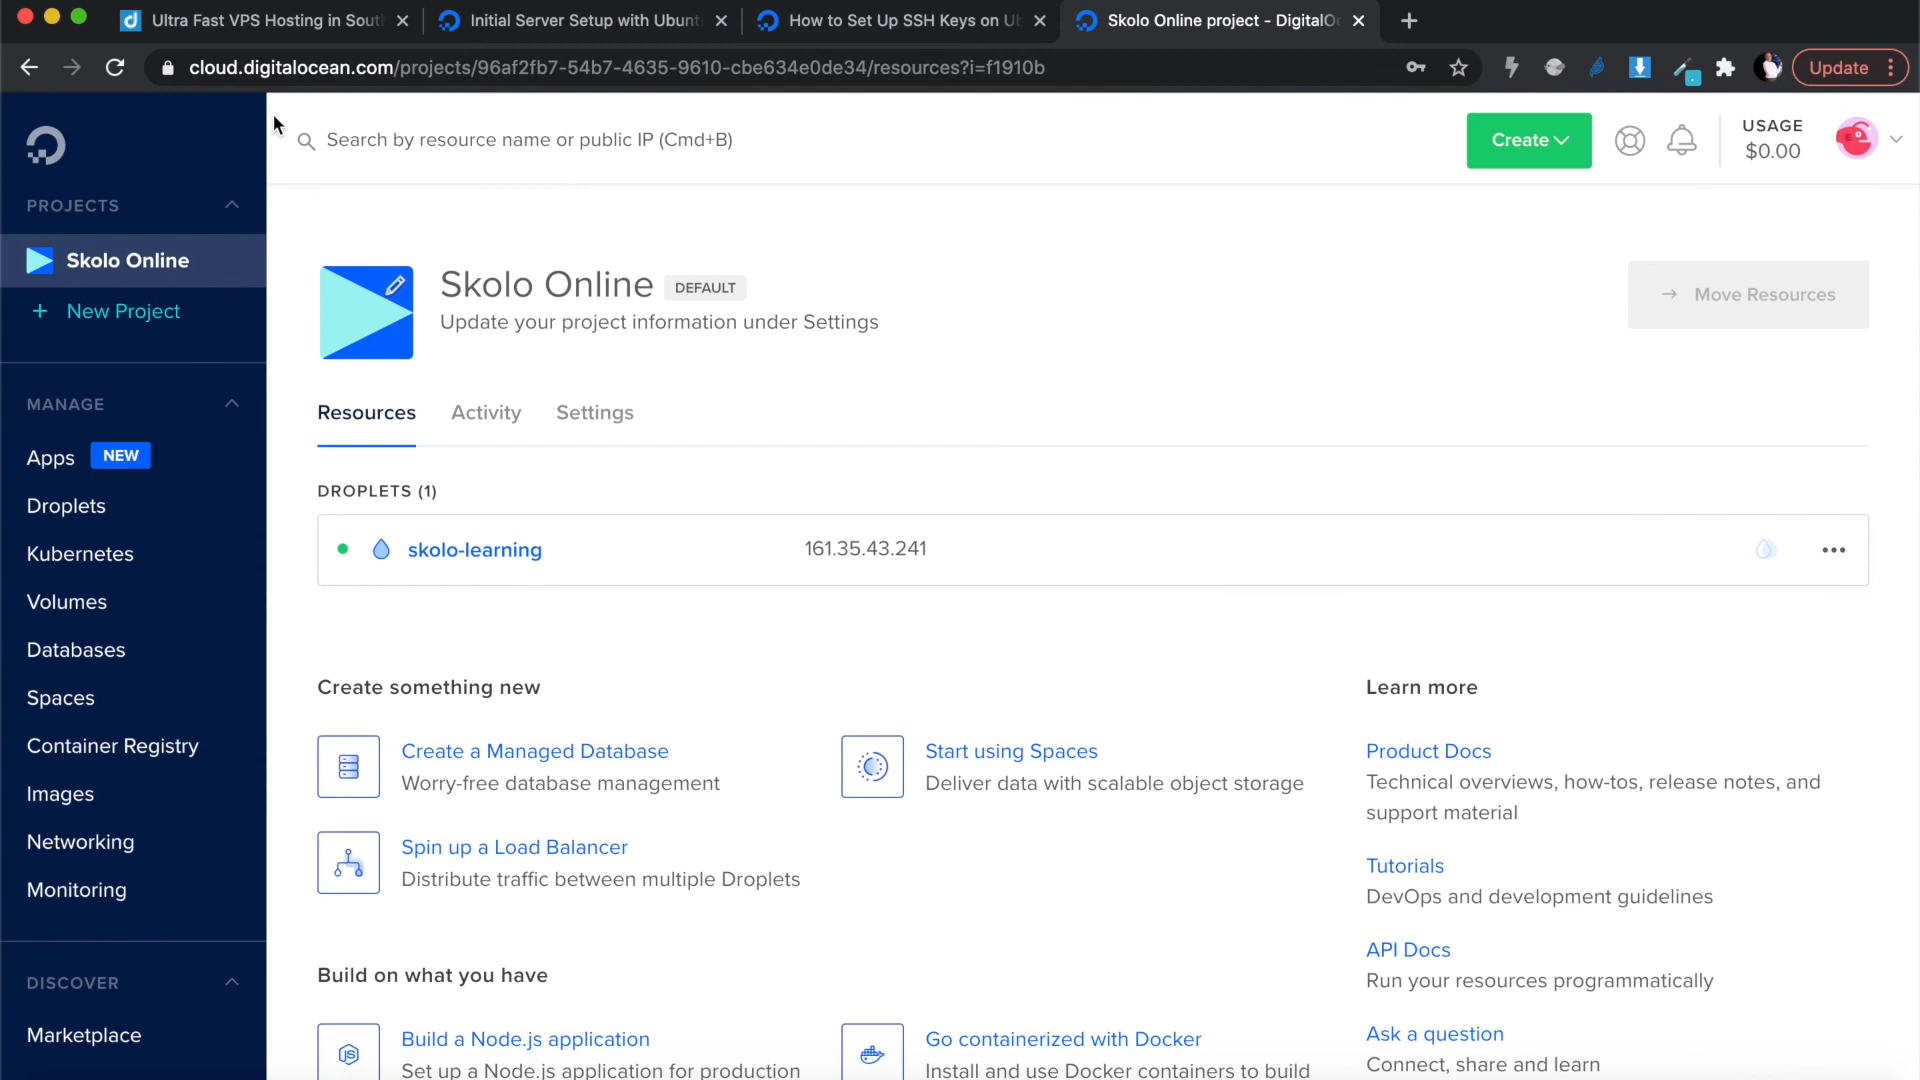 Ultra Fast VPS Hosting in Sout
Initial Server Setup with Ubunt
How to Set Up SSH Keys on Ub
Skolo Online project - DigitalOc
cloud.digitalocean.com/projects/96af2fb7-54b7-4635-9610-cbe634e0de34/resources?i=f1910b
Update
Search by resource name or public IP (Cmd+B)
Create
USAGE
$0.00
PROJECTS
Skolo Online
+ New Project
MANAGE
Apps NEW
Droplets
Kubernetes
Volumes
Databases
Spaces
Container Registry
Images
Networking
Monitoring
DISCOVER
Marketplace
Skolo Online DEFAULT
Update your project information under Settings
→ Move Resources
Resources Activity Settings
DROPLETS (1)
skolo-learning 161.35.43.241
Create something new
Create a Managed Database
Worry-free database management
Start using Spaces
Deliver data with scalable object storage
Spin up a Load Balancer
Distribute traffic between multiple Droplets
Build on what you have
Build a Node.js application
Set up a Node.js application for production
Go containerized with Docker
Install and use Docker containers to build
Learn more
Product Docs
Technical overviews, how-tos, release notes, and
support material
Tutorials
DevOps and development guidelines
API Docs
Run your resources programmatically
Ask a question
Connect, share and learn